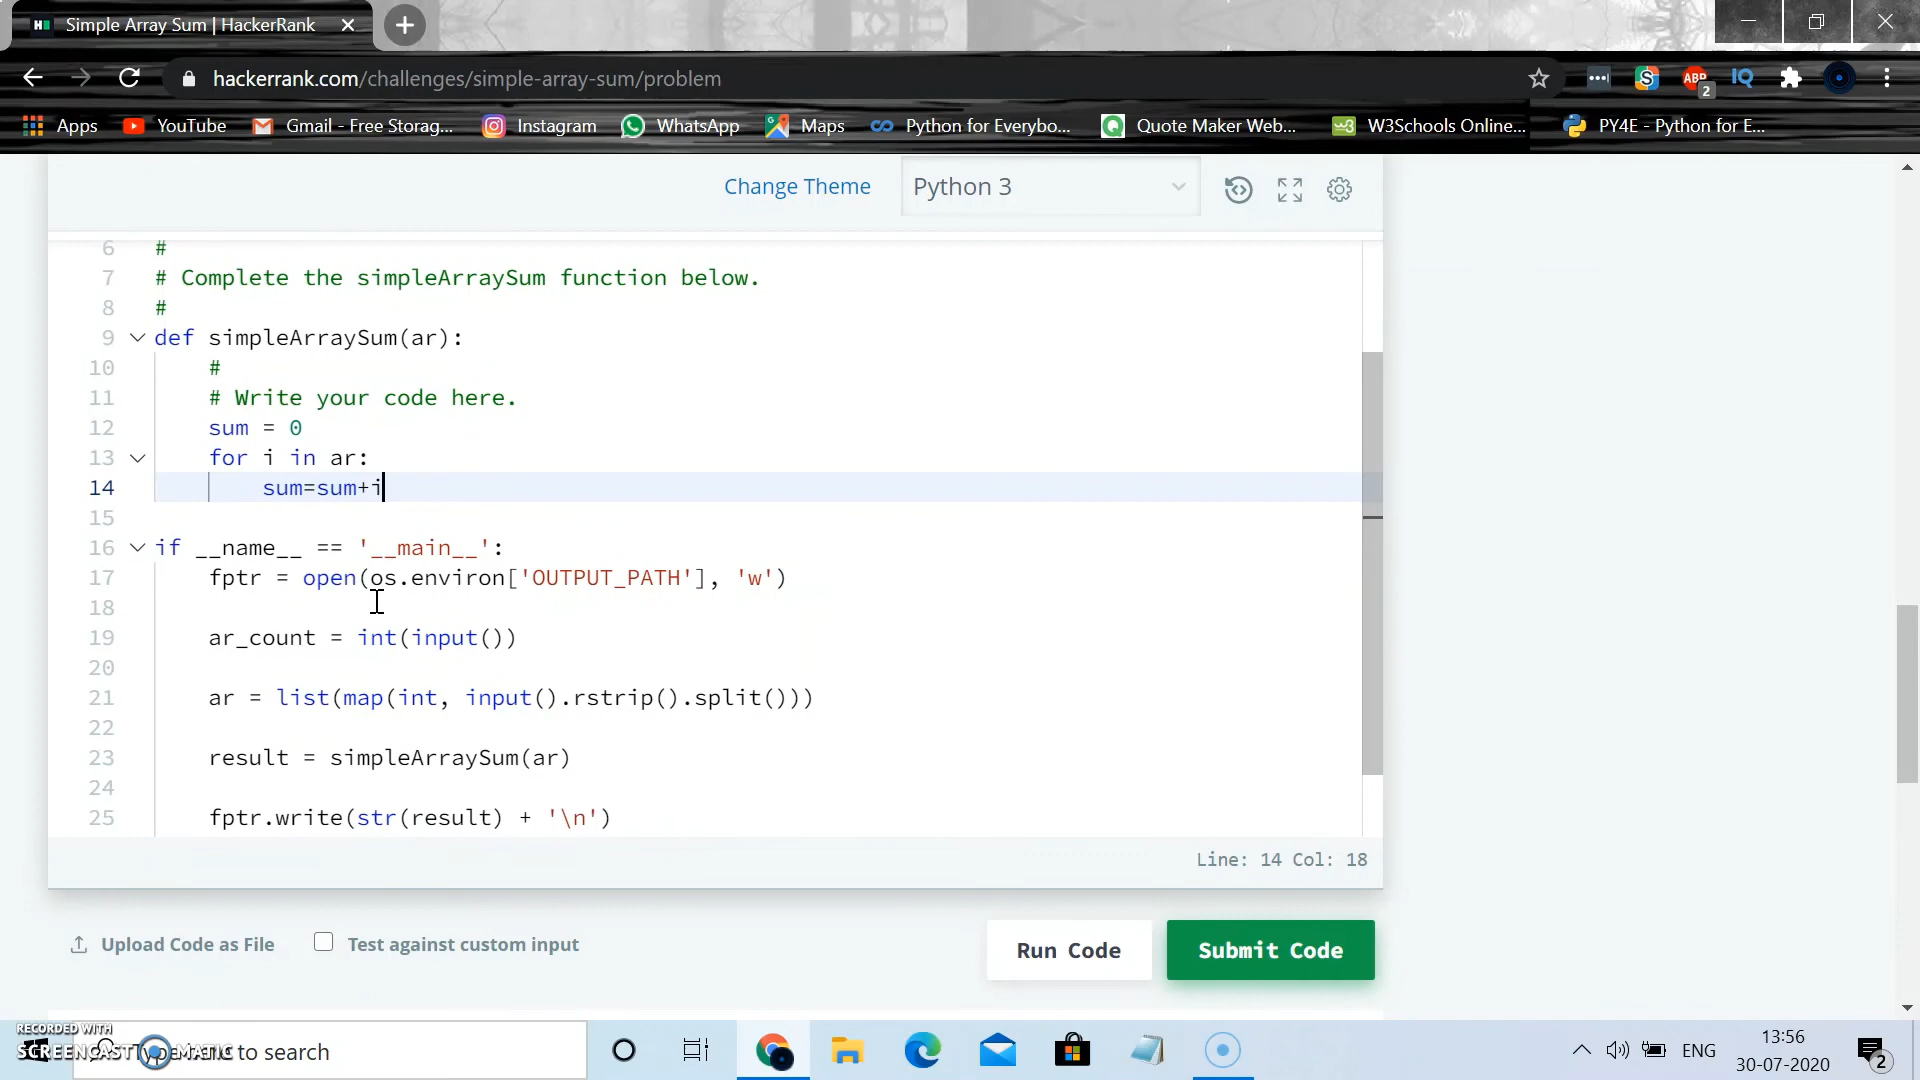 Simple Array Sum | HackerRank
hackerrank.com/challenges/simple-array-sum/problem
ABP
2
IQ
Apps
YouTube
Gmail - Free Storag...
Instagram
WhatsApp
Maps
Python for Everybo...
Quote Maker Web...
W3Schools Online...
PY4E - Python for E...
Change Theme
Python 3
6 #
7 # Complete the simpleArraySum function below.
8 #
9 def simpleArraySum(ar):
10 #
11 # Write your code here.
12 sum = 0
13 for i in ar:
14 sum=sum+i
15
16 if __name__ == '__main__':
17 fptr = open(os.environ['OUTPUT_PATH'], 'w')
18
19 ar_count = int(input())
20
21 ar = list(map(int, input().rstrip().split()))
22
23 result = simpleArraySum(ar)
24
25 fptr.write(str(result) + '\n')
Line: 14 Col: 18
Upload Code as File
Test against custom input
Run Code
Submit Code
RECORDED WITH
SCREENCAST MATIC
to search
ENG
13:56
30-07-2020
2